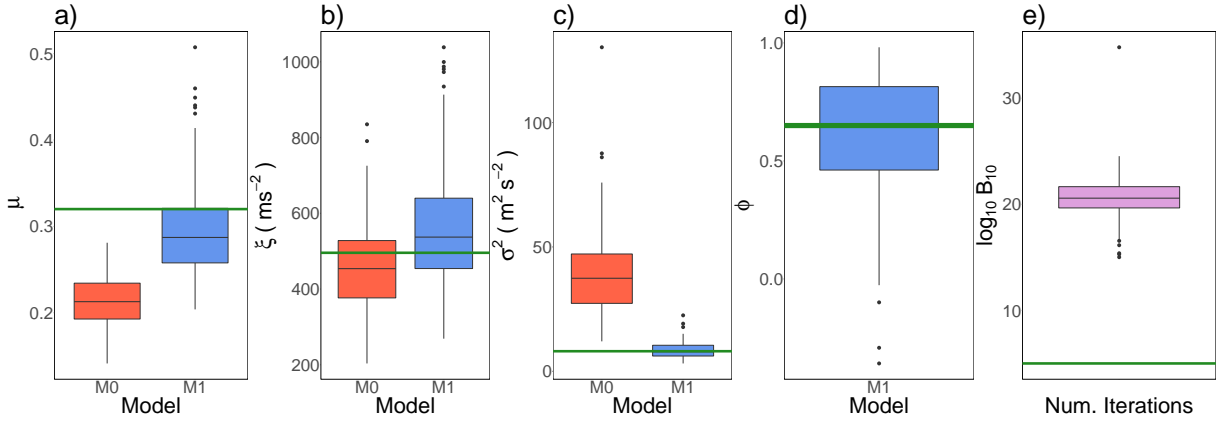 a)
0.5
0.4
0.3
0.2
μ
M0 M1
Model
b)
1000
800
600
400
200
ξ ( ms⁻² )
M0 M1
Model
c)
100
50
0
σ² ( m² s⁻² )
M0 M1
Model
d)
1.0
0.5
0.0
ϕ
M1
Model
e)
30
20
10
log₁₀ B₁₀
Num. Iterations